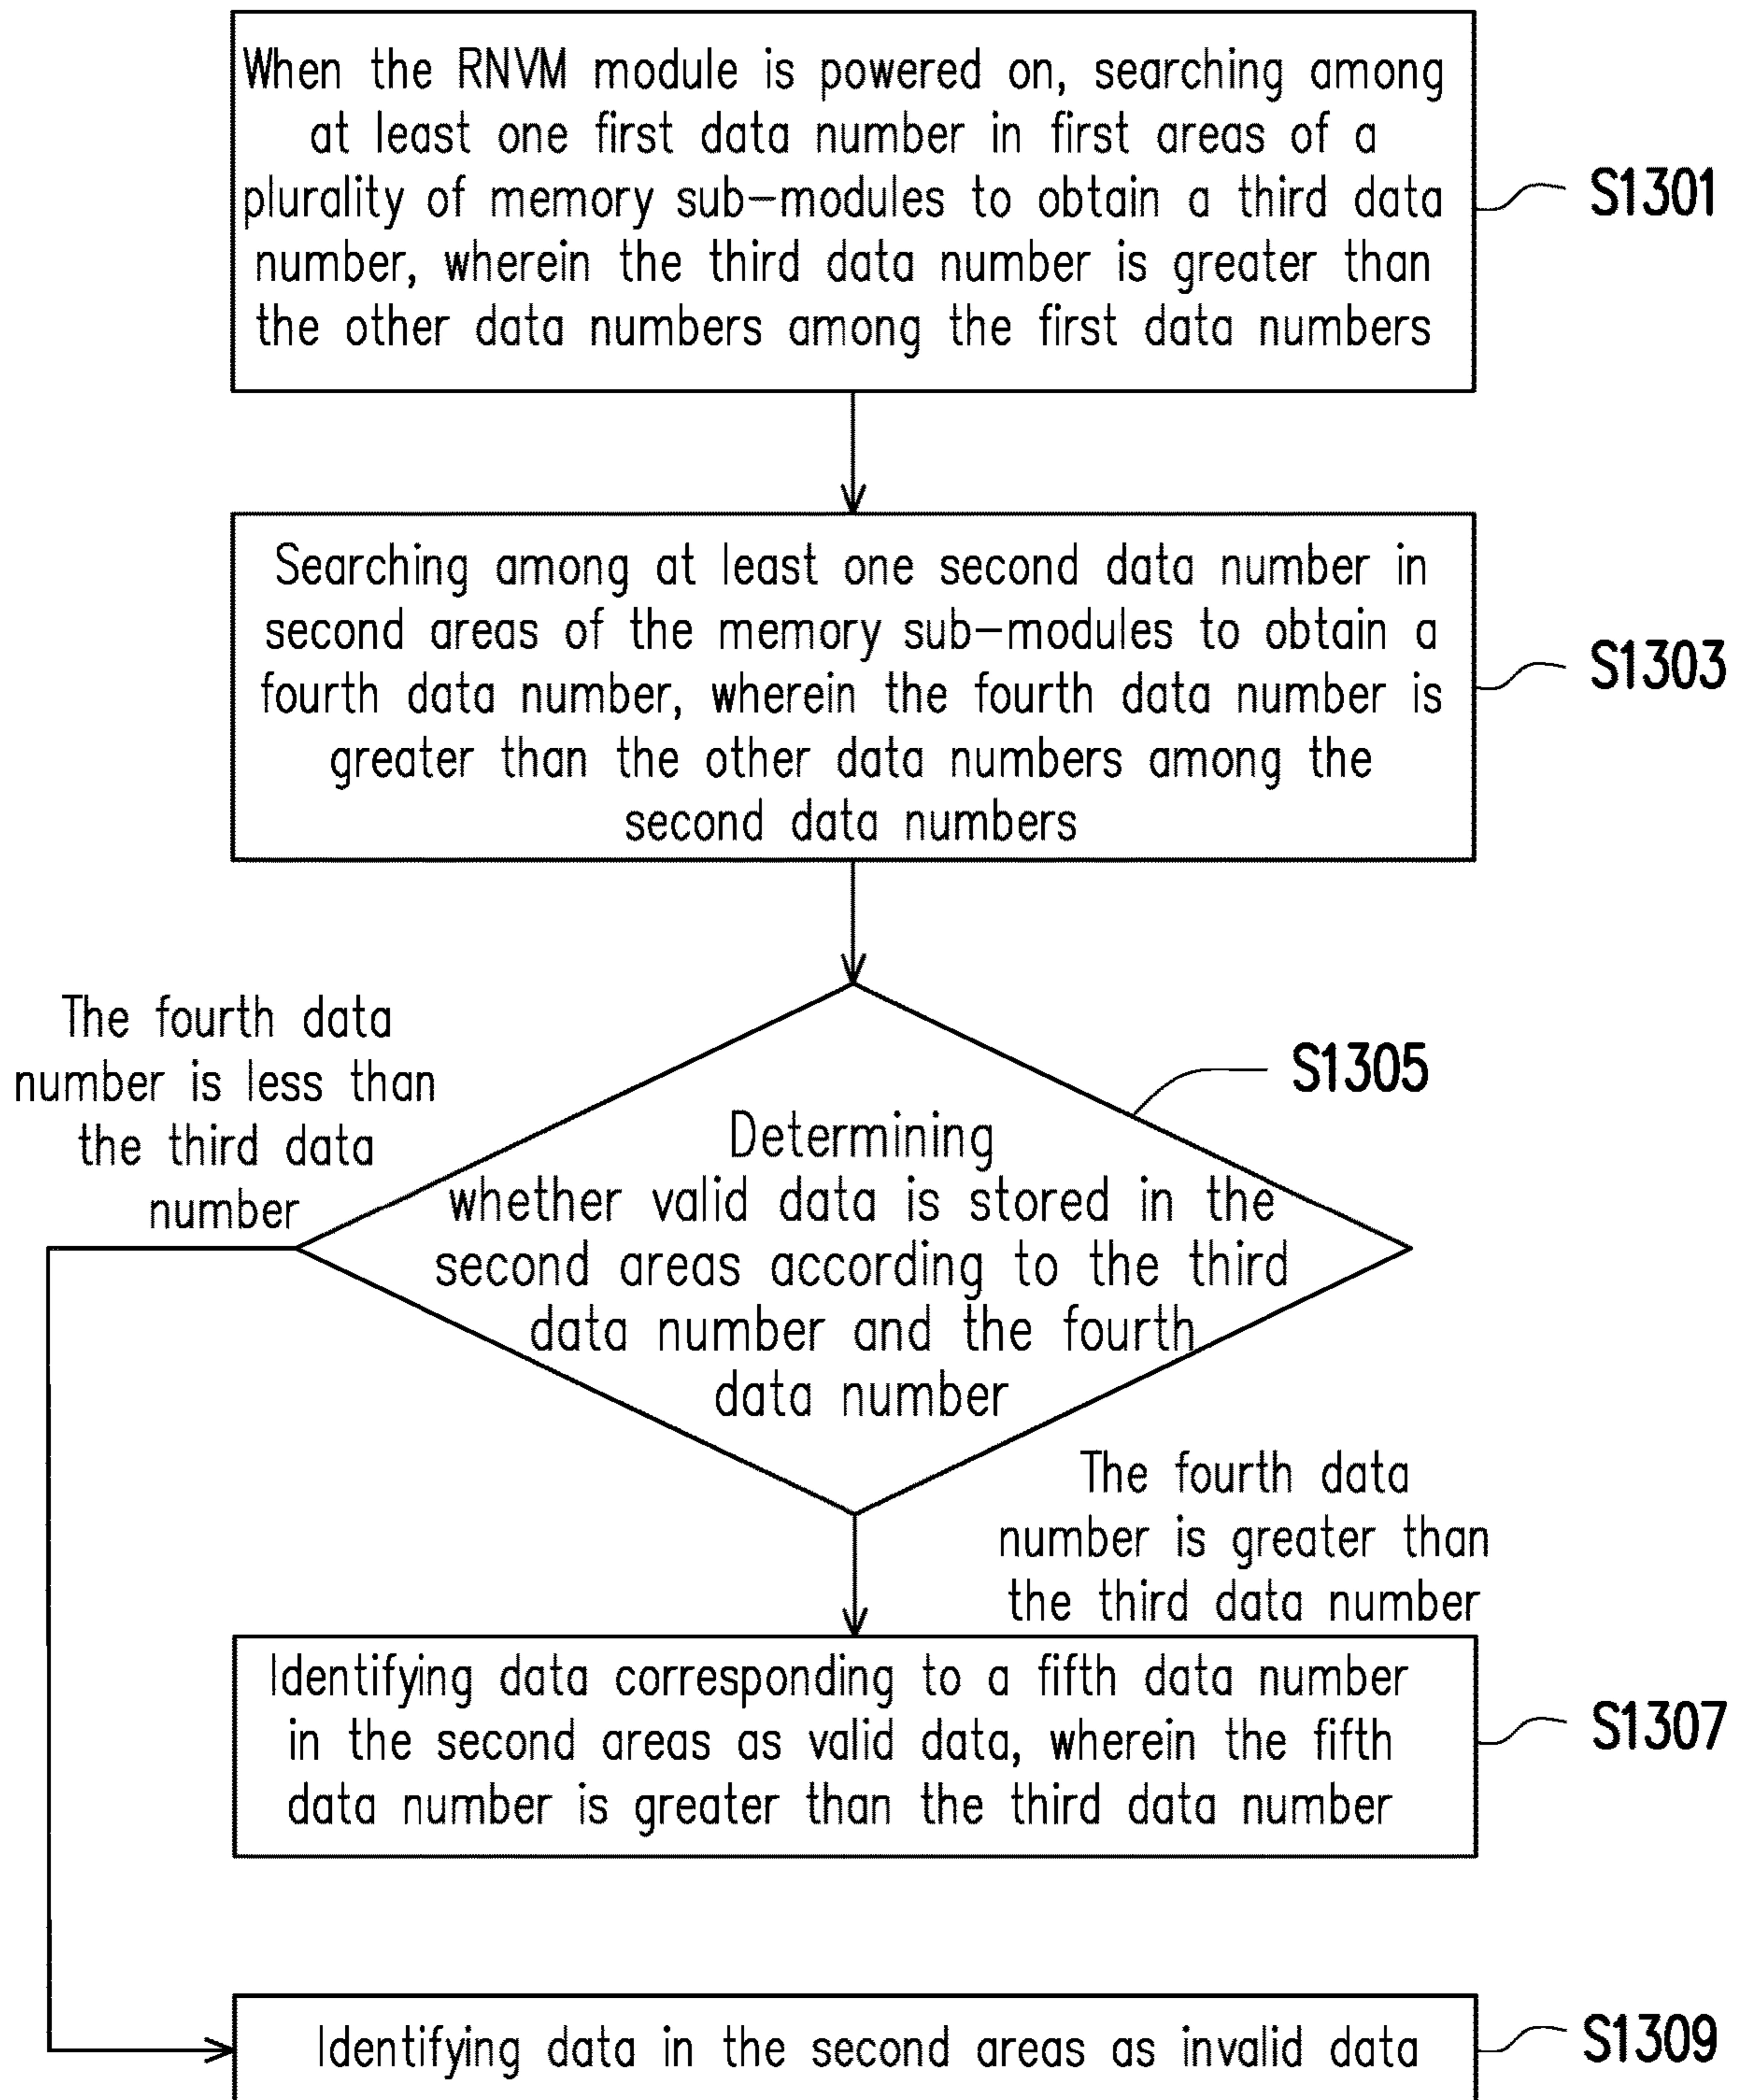 When the RNVM module is powered on, searching among
at least one first data number in first areas of a
plurality of memory sub-modules to obtain a third data
number, wherein the third data number is greater than
the other data numbers among the first data numbers
S1301
Searching among at least one second data number in
second areas of the memory sub-modules to obtain a
fourth data number, wherein the fourth data number is
greater than the other data numbers among the
second data numbers
S1303
The fourth data
number is less than
the third data
number
S1305
Determining
whether valid data is stored in the
second areas according to the third
data number and the fourth
data number
The fourth data
number is greater than
the third data number
Identifying data corresponding to a fifth data number
in the second areas as valid data, wherein the fifth
data number is greater than the third data number
S1307
Identifying data in the second areas as invalid data
S1309